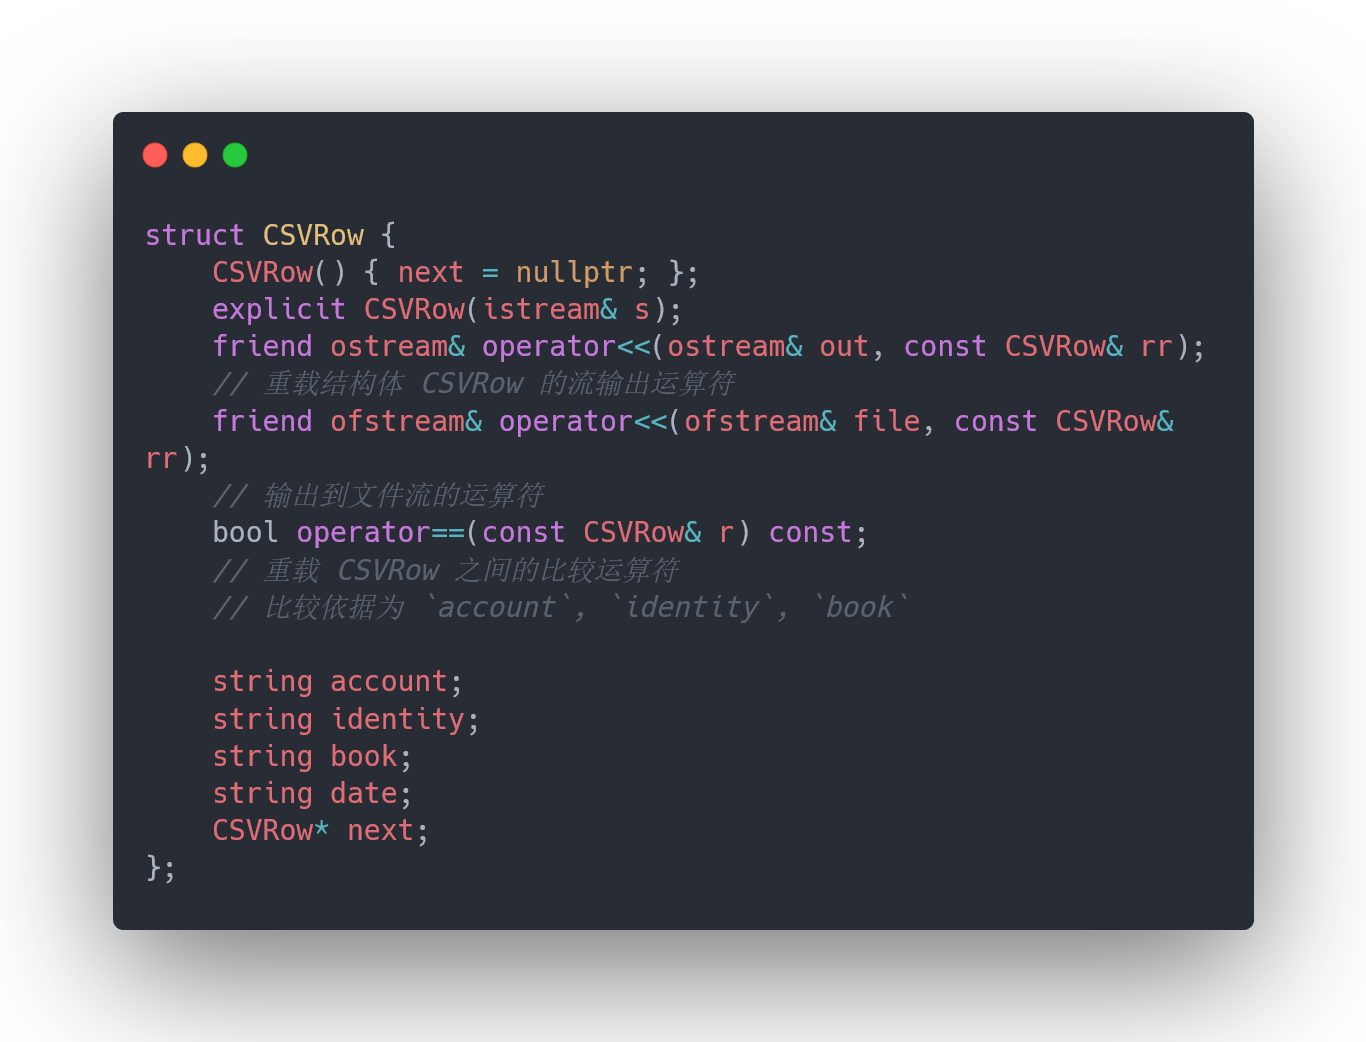 struct CSVRow {
    CSVRow() { next = nullptr; };
    explicit CSVRow(istream& s);
    friend ostream& operator<<(ostream& out, const CSVRow& rr);
    // 重载结构体 CSVRow 的流输出运算符
    friend ofstream& operator<<(ofstream& file, const CSVRow&
rr);
    // 输出到文件流的运算符
    bool operator==(const CSVRow& r) const;
    // 重载 CSVRow 之间的比较运算符
    // 比较依据为 `account`, `identity`, `book`

    string account;
    string identity;
    string book;
    string date;
    CSVRow* next;
};